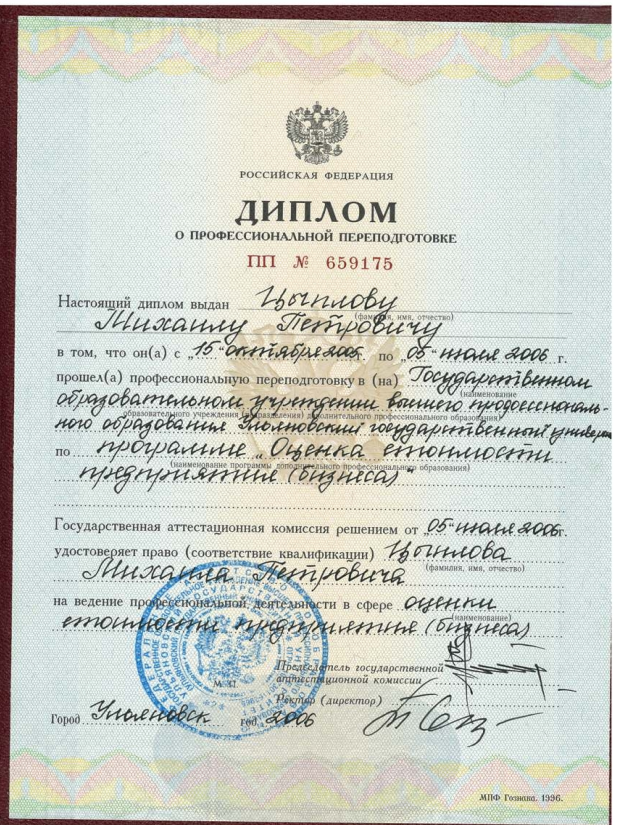 РОССИЙСКАЯ ФЕДЕРАЦИЯ
ДИПЛОМ
О ПРОФЕССИОНАЛЬНОЙ ПЕРЕПОДГОТОВКЕ
ПП № 659175
Настоящий диплом выдан Цыплову
(фамилия, имя, отчество)
Михаилу Петровичу
в том, что он(а) с „15“ октября 2005 г. по „05“ июля 2006 г.
прошел(а) профессиональную переподготовку в (на) Государственном
(наименование
образовательном учреждении высшего профессиональ-
образовательного учреждения (подразделения) дополнительного профессионального образования)
ного образования Ульяновский государственный
по программе „Оценка стоимости
(наименование программы дополнительного профессионального образования)
предприятия (бизнеса)“
Государственная аттестационная комиссия решением от „05“ июля 2006г.
удостоверяет право (соответствие квалификации) Цыплова
(фамилия, имя, отчество)
Михаила Петровича
на ведение профессиональной деятельности в сфере оценки
(наименование)
стоимости предприятия (бизнеса)
Председатель государственной
аттестационной комиссии
Ректор (директор)
Город Ульяновск год 2006
МПФ Гознака. 1996.